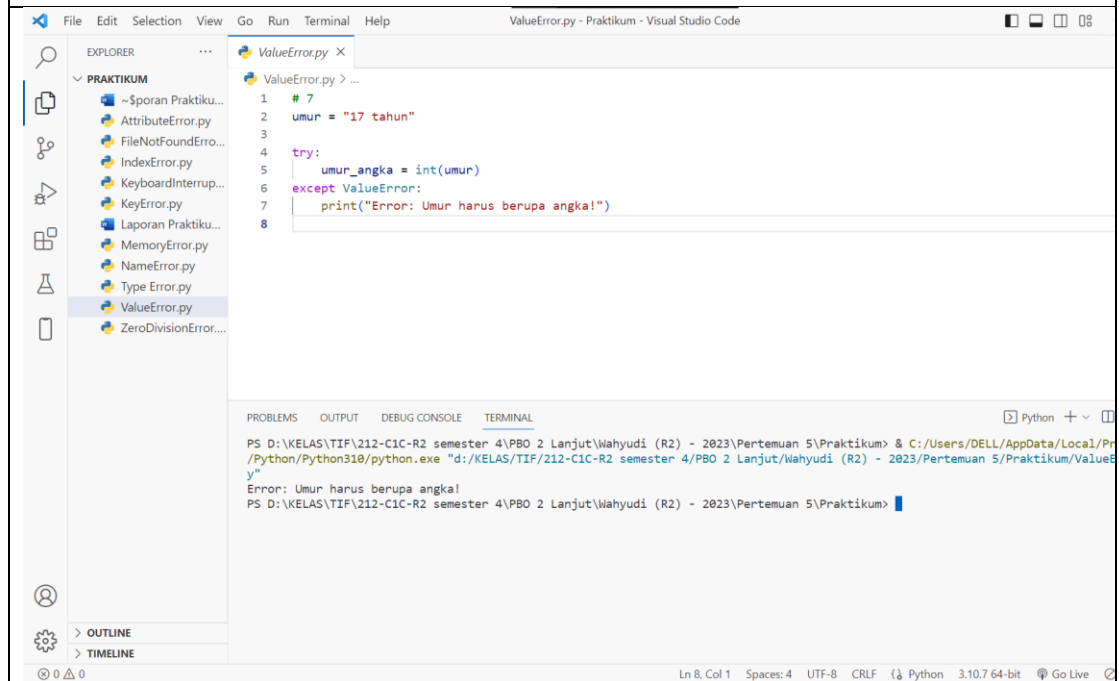 File Edit Selection View Go Run Terminal Help ValueError.py - Praktikum - Visual Studio Code
EXPLORER ...
PRAKTIKUM
~$poran Praktiku...
AttributeError.py
FileNotFoundErro...
IndexError.py
KeyboardInterrup...
KeyError.py
Laporan Praktiku...
MemoryError.py
NameError.py
Type Error.py
ValueError.py
ZeroDivisionError....
OUTLINE
TIMELINE
ValueError.py ×
ValueError.py > ...
1 # 7
2 umur = "17 tahun"
3
4 try:
5 umur_angka = int(umur)
6 except ValueError:
7 print("Error: Umur harus berupa angka!")
8
PROBLEMS OUTPUT DEBUG CONSOLE TERMINAL Python
PS D:\KELAS\TIF\212-C1C-R2 semester 4\PBO 2 Lanjut\Wahyudi (R2) - 2023\Pertemuan 5\Praktikum> & C:/Users/DELL/AppData/Local/Pr
/Python/Python310/python.exe "d:/KELAS/TIF/212-C1C-R2 semester 4/PBO 2 Lanjut/Wahyudi (R2) - 2023/Pertemuan 5/Praktikum/ValueE
y"
Error: Umur harus berupa angka!
PS D:\KELAS\TIF\212-C1C-R2 semester 4\PBO 2 Lanjut\Wahyudi (R2) - 2023\Pertemuan 5\Praktikum>
0 0 Ln 8, Col 1 Spaces: 4 UTF-8 CRLF Python 3.10.7 64-bit Go Live